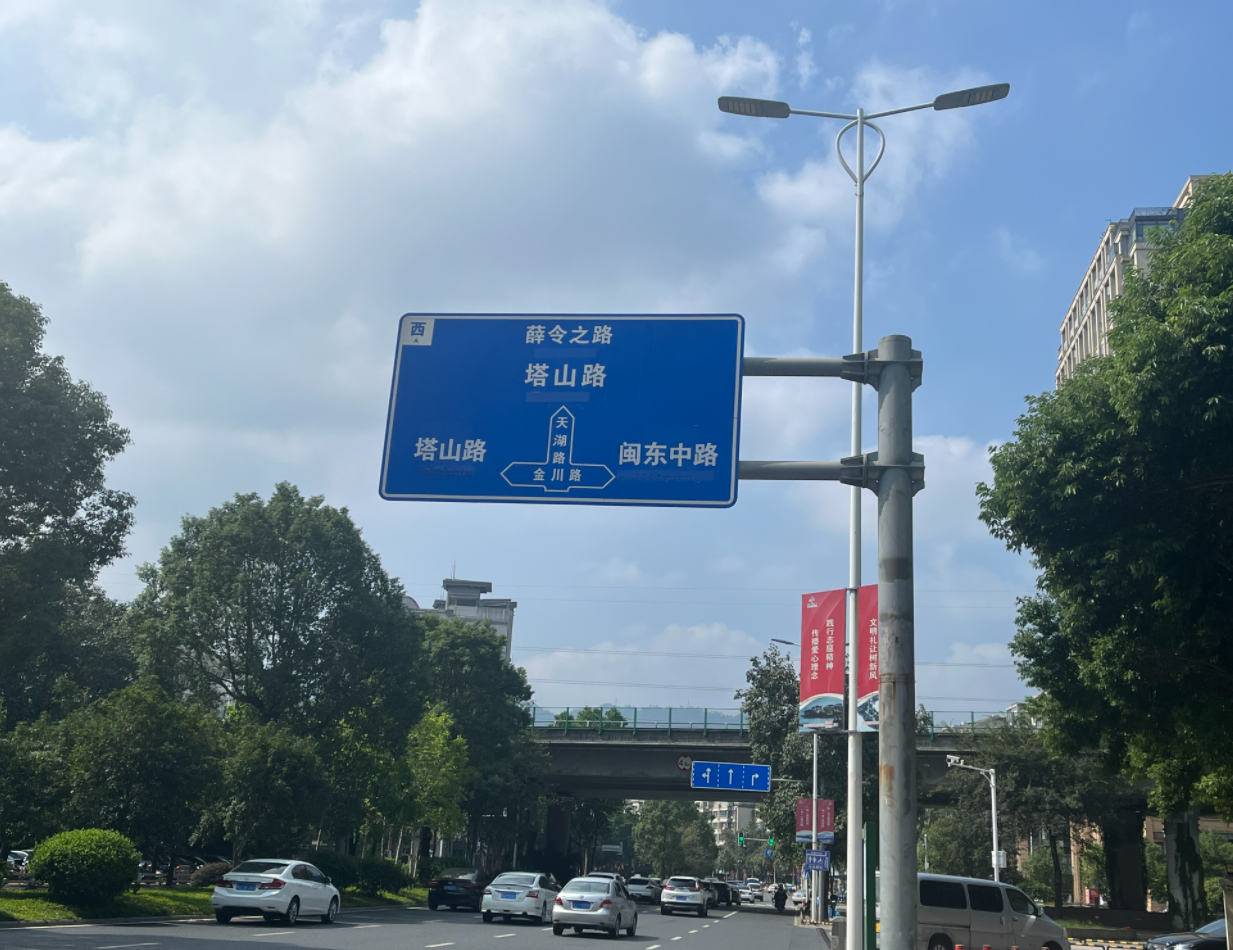 西
薛令之路
塔山路
天湖路
塔山路
闽东中路
金川路
践行志愿精神
传播爱心理念
文明礼让树新风